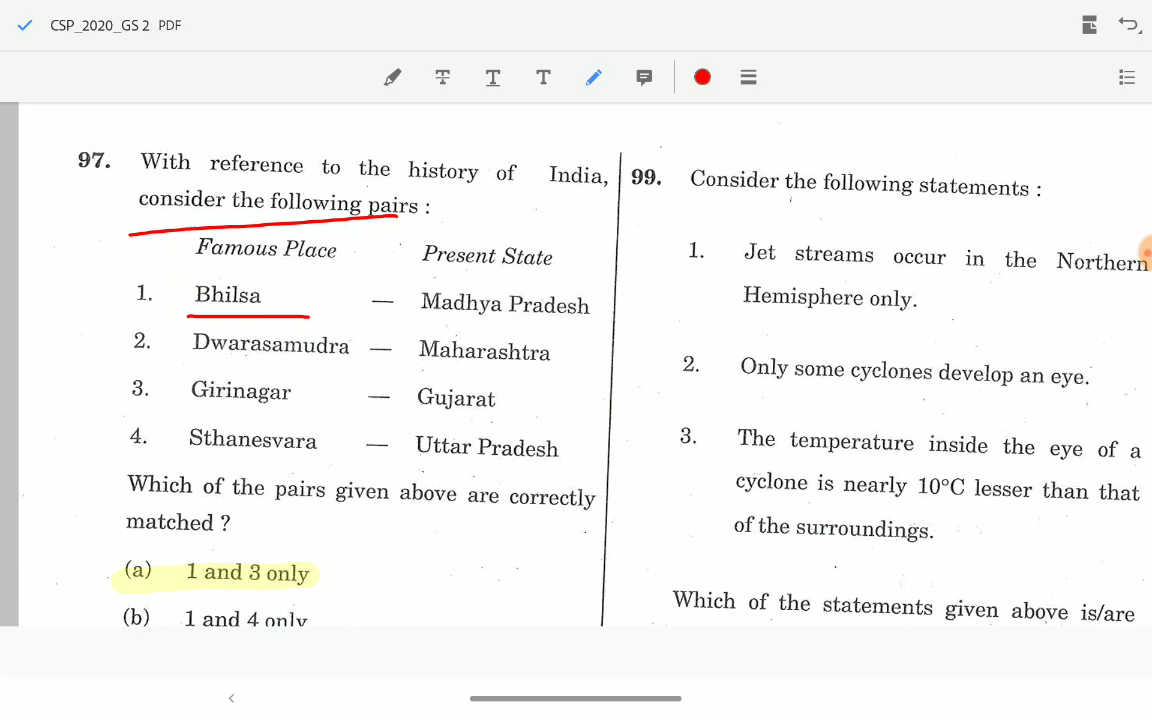 CSP_2020_GS 2 PDF
97. With reference to the history of India,
consider the following pairs :
Famous Place Present State
1. Bhilsa — Madhya Pradesh
2. Dwarasamudra — Maharashtra
3. Girinagar — Gujarat
4. Sthanesvara — Uttar Pradesh
Which of the pairs given above are correctly
matched ?
(a) 1 and 3 only
(b) 1 and 4 only
99. Consider the following statements :
1. Jet streams occur in the Northern
Hemisphere only.
2. Only some cyclones develop an eye.
3. The temperature inside the eye of a
cyclone is nearly 10°C lesser than that
of the surroundings.
Which of the statements given above is/are